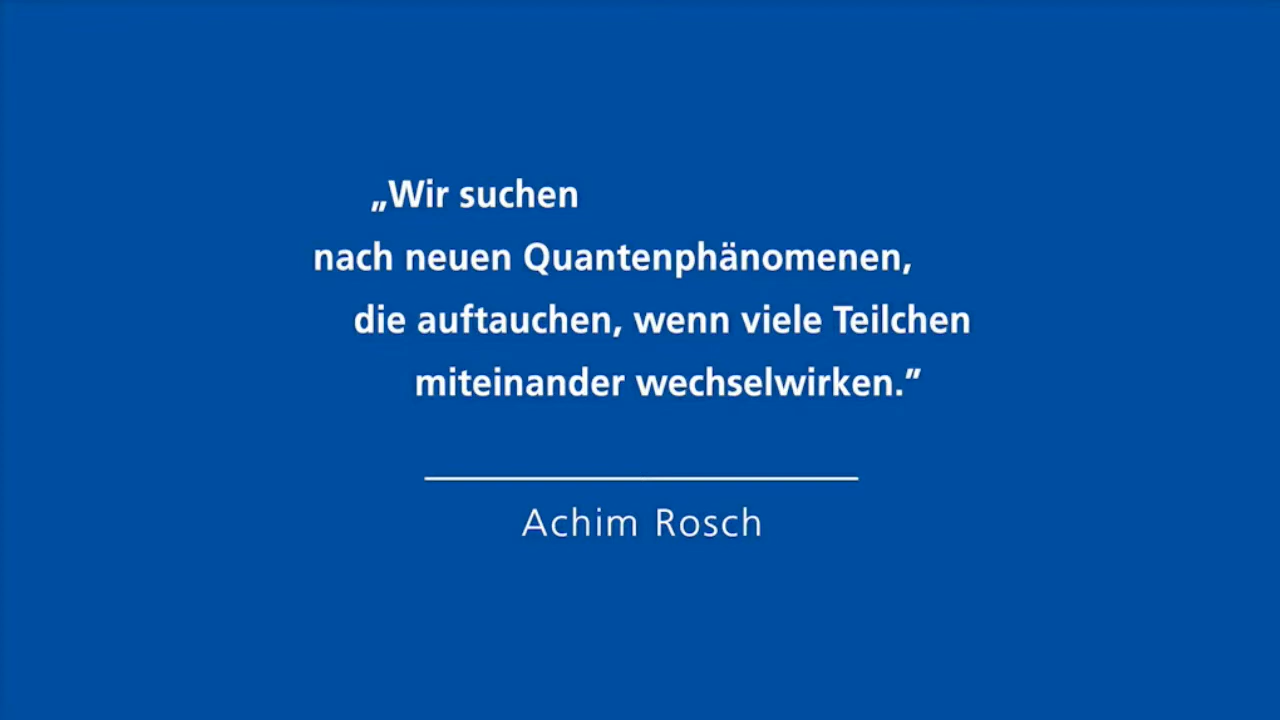 „Wir suchen
nach neuen Quantenphänomenen,
die auftauchen, wenn viele Teilchen
miteinander wechselwirken.”
Achim Rosch